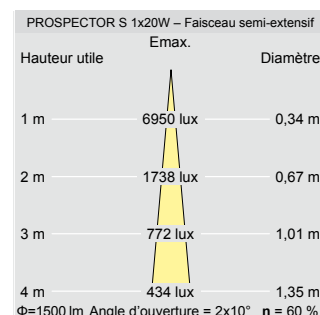 PROSPECTOR S 1x20W – Faisceau semi-extensif
Emax.
Hauteur utile Diamètre
1 m 6950 lux 0,34 m
2 m 1738 lux 0,67 m
3 m 772 lux 1,01 m
4 m 434 lux 1,35 m
Φ=1500 lm Angle d'ouverture = 2x10° n = 60 %